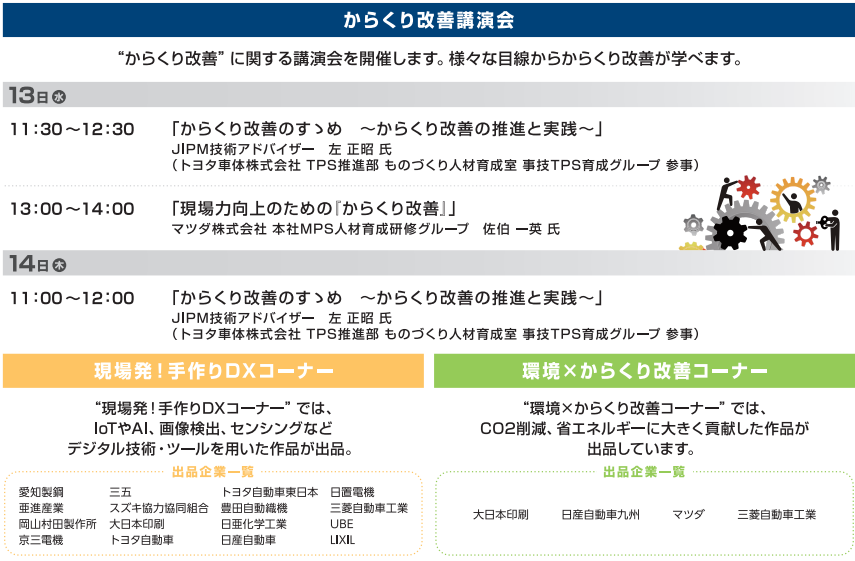 からくり改善講演会
“からくり改善”に関する講演会を開催します。様々な目線からからくり改善が学べます。
13日㊌
11:30～12:30 「からくり改善のすゝめ ～からくり改善の推進と実践～」
JIPM技術アドバイザー 左 正昭 氏
（トヨタ車体株式会社 TPS推進部 ものづくり人材育成室 事技TPS育成グループ 参事）
13:00～14:00 「現場力向上のための『からくり改善』」
マツダ株式会社 本社MPS人材育成研修グループ 佐伯 一英 氏
14日㊍
11:00～12:00 「からくり改善のすゝめ ～からくり改善の推進と実践～」
JIPM技術アドバイザー 左 正昭 氏
（トヨタ車体株式会社 TPS推進部 ものづくり人材育成室 事技TPS育成グループ 参事）
現場発！手作りDXコーナー
“現場発！手作りDXコーナー”では、
IoTやAI、画像検出、センシングなど
デジタル技術・ツールを用いた作品が出品。
出品企業一覧
愛知製鋼 三五 トヨタ自動車東日本 日置電機
亜進産業 スズキ協力協同組合 豊田自動織機 三菱自動車工業
岡山村田製作所 大日本印刷 日亜化学工業 UBE
京三電機 トヨタ自動車 日産自動車 LIXIL
環境×からくり改善コーナー
“環境×からくり改善コーナー”では、
CO2削減、省エネルギーに大きく貢献した作品が
出品しています。
出品企業一覧
大日本印刷 日産自動車九州 マツダ 三菱自動車工業